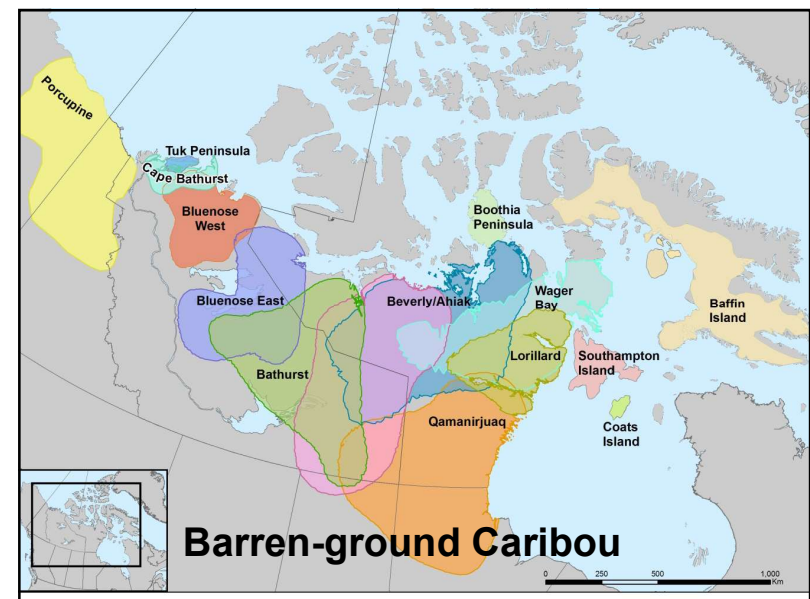 Porcupine
Tuk Peninsula
Cape Bathurst
Bluenose
West
Boothia
Peninsula
Bluenose East
Beverly/Ahiak
Wager
Bay
Baffin
Island
Bathurst
Lorillard
Southampton
Island
Qamanirjuaq
Coats
Island
Barren-ground Caribou
0 250 500 1,000
Km